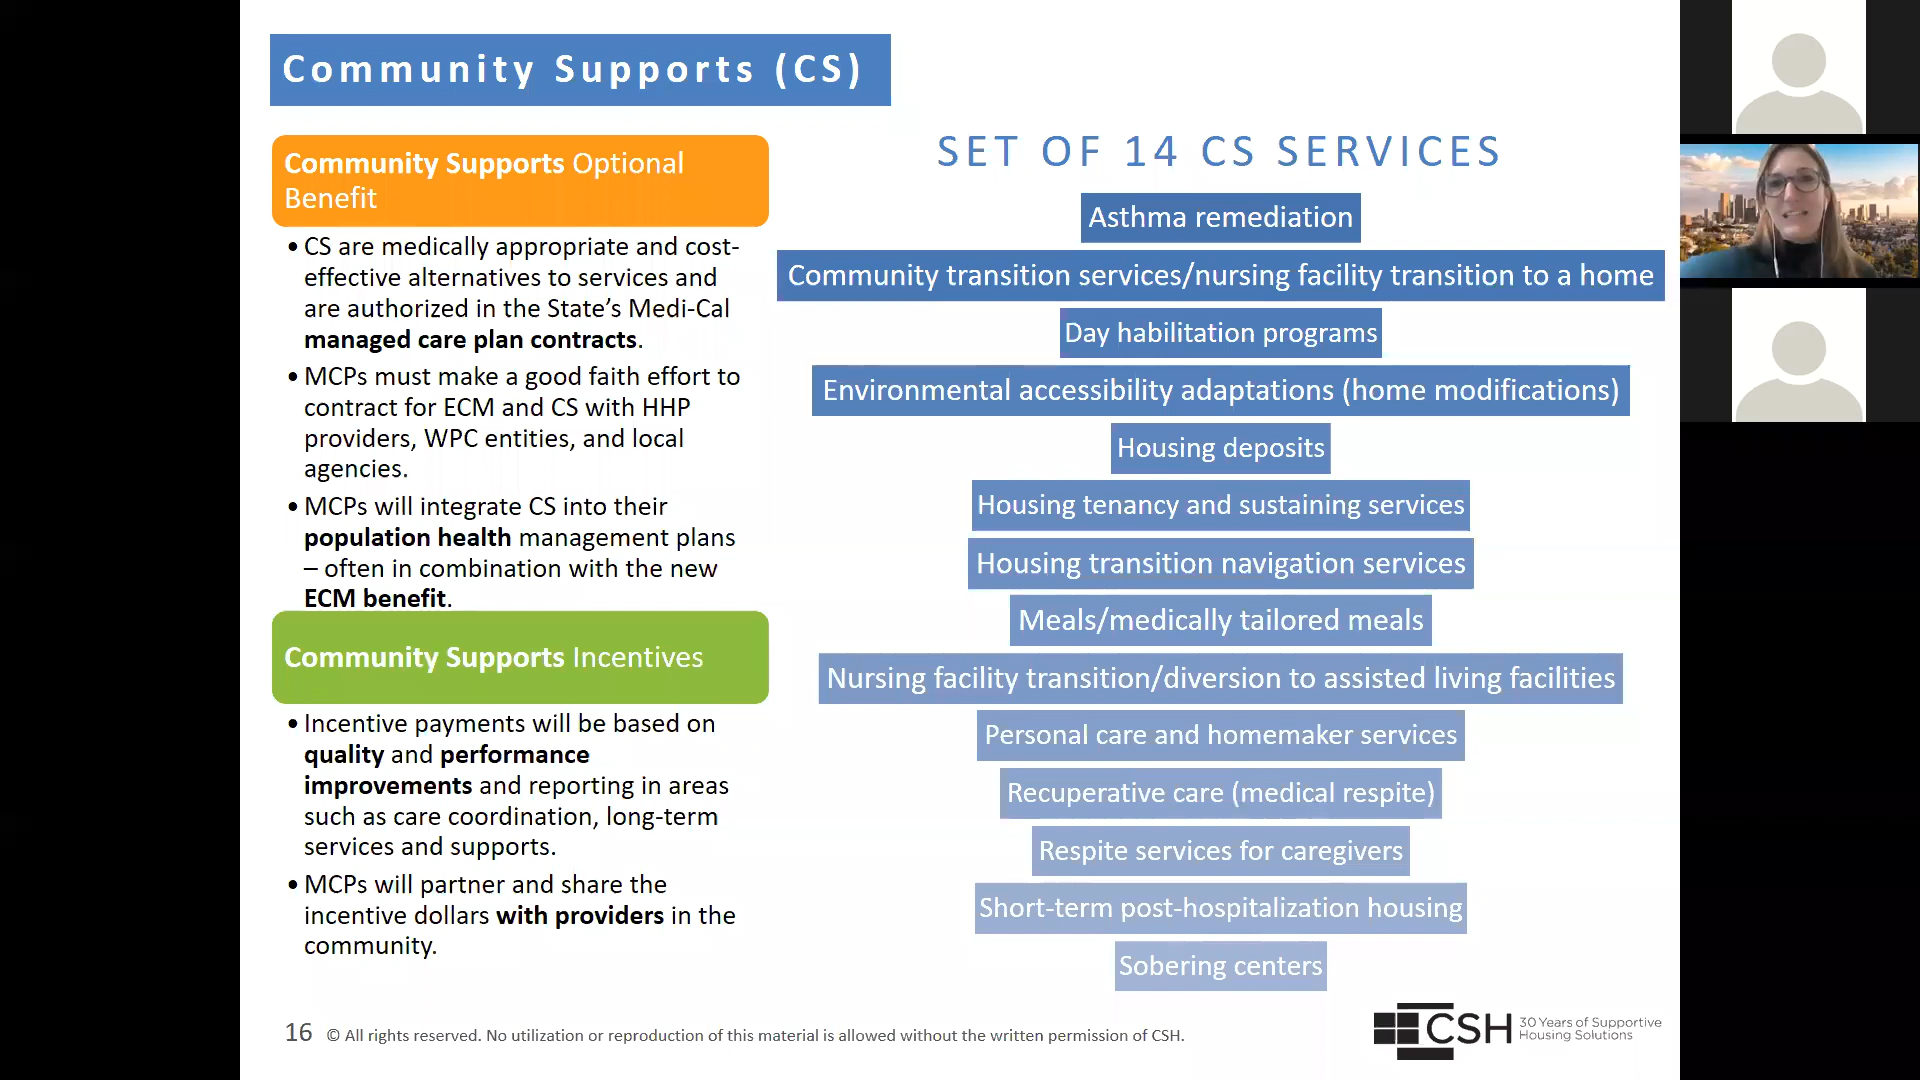 Community Supports (CS)
Community Supports Optional
Benefit
• CS are medically appropriate and cost-
effective alternatives to services and
are authorized in the State’s Medi-Cal
managed care plan contracts.
• MCPs must make a good faith effort to
contract for ECM and CS with HHP
providers, WPC entities, and local
agencies.
• MCPs will integrate CS into their
population health management plans
– often in combination with the new
ECM benefit.
Community Supports Incentives
• Incentive payments will be based on
quality and performance
improvements and reporting in areas
such as care coordination, long-term
services and supports.
• MCPs will partner and share the
incentive dollars with providers in the
community.
SET OF 14 CS SERVICES
Asthma remediation
Community transition services/nursing facility transition to a home
Day habilitation programs
Environmental accessibility adaptations (home modifications)
Housing deposits
Housing tenancy and sustaining services
Housing transition navigation services
Meals/medically tailored meals
Nursing facility transition/diversion to assisted living facilities
Personal care and homemaker services
Recuperative care (medical respite)
Respite services for caregivers
Short-term post-hospitalization housing
Sobering centers
16 © All rights reserved. No utilization or reproduction of this material is allowed without the written permission of CSH.
CSH
30 Years of Supportive
Housing Solutions